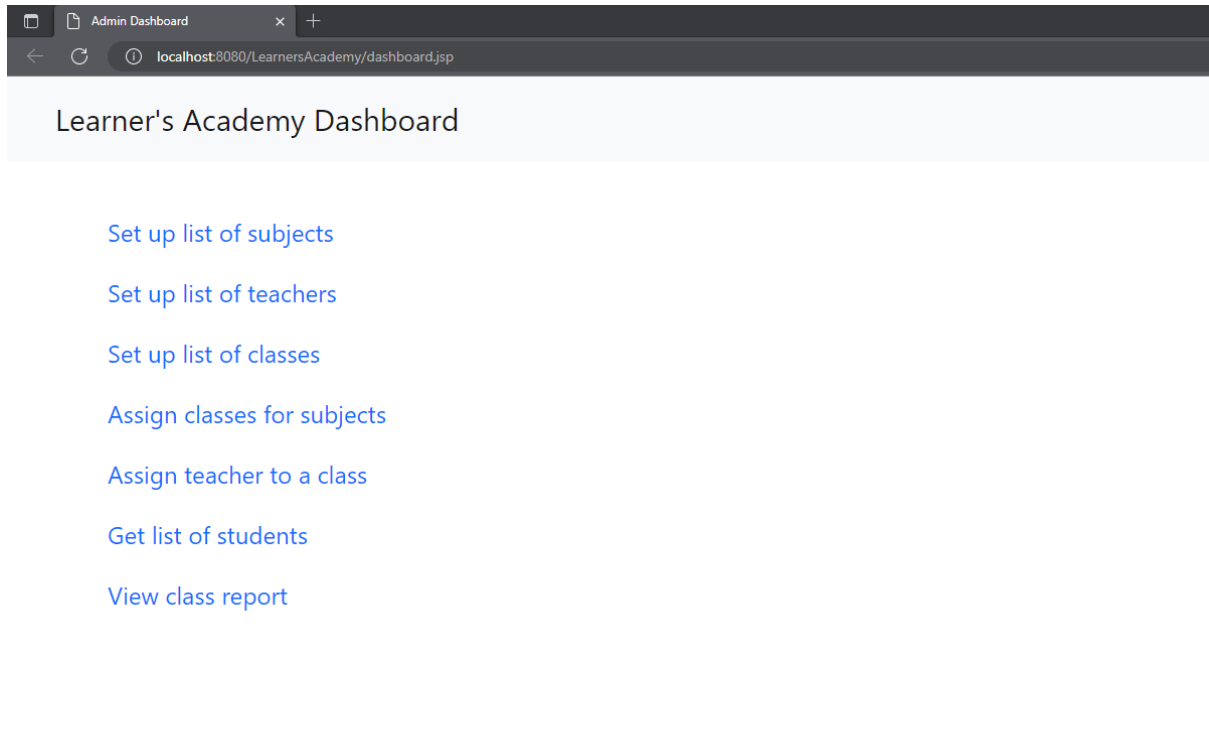 Admin Dashboard
localhost:8080/LearnersAcademy/dashboard.jsp
Learner's Academy Dashboard
Set up list of subjects
Set up list of teachers
Set up list of classes
Assign classes for subjects
Assign teacher to a class
Get list of students
View class report